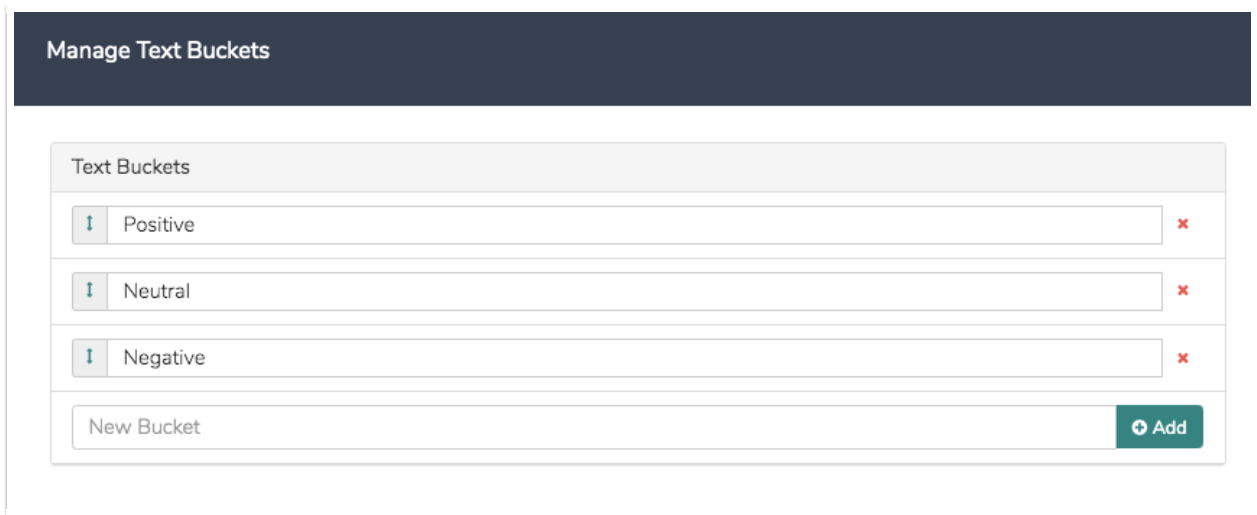 Manage Text Buckets
Text Buckets
Positive
Neutral
Negative
New Bucket
Add